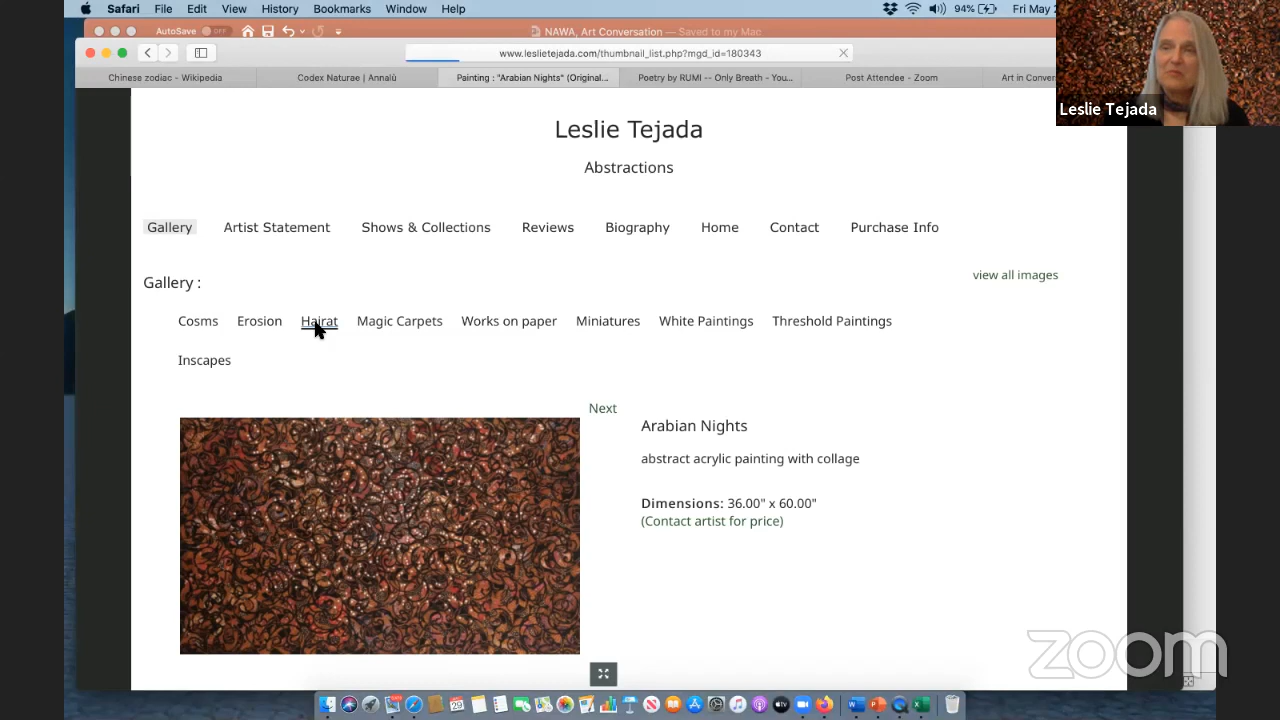 Safari File Edit View History Bookmarks Window Help 94% Fri May
AutoSave OFF NAWA, Art Conversation — Saved to my Mac
www.leslietejada.com/thumbnail_list.php?mgd_id=180343
Chinese zodiac - Wikipedia Codex Naturae | Annalù Painting : "Arabian Nights" (Original... Poetry by RUMI -- Only Breath - You... Post Attendee - Zoom Art in Conver
Leslie Tejada
Leslie Tejada
Abstractions
Gallery Artist Statement Shows & Collections Reviews Biography Home Contact Purchase Info
Gallery :
view all images
Cosms Erosion Hairat Magic Carpets Works on paper Miniatures White Paintings Threshold Paintings
Inscapes
Next
Arabian Nights
abstract acrylic painting with collage
Dimensions: 36.00" x 60.00"
(Contact artist for price)
zoom